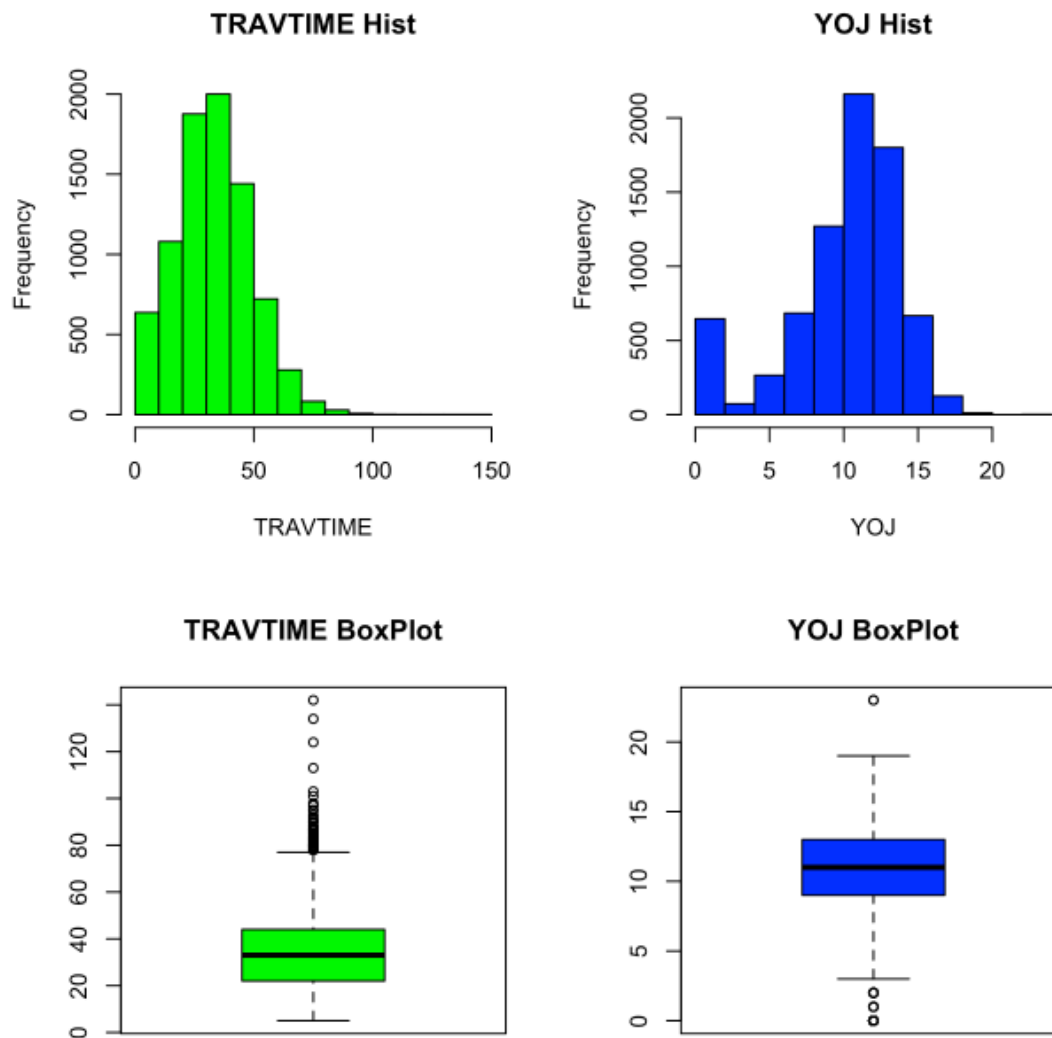 TRAVTIME Hist
Frequency
2000
1500
1000
500
0
0 50 100 150
TRAVTIME
YOJ Hist
Frequency
2000
1500
1000
500
0
0 5 10 15 20
YOJ
TRAVTIME BoxPlot
120
80
60
40
20
0
YOJ BoxPlot
20
15
10
5
0